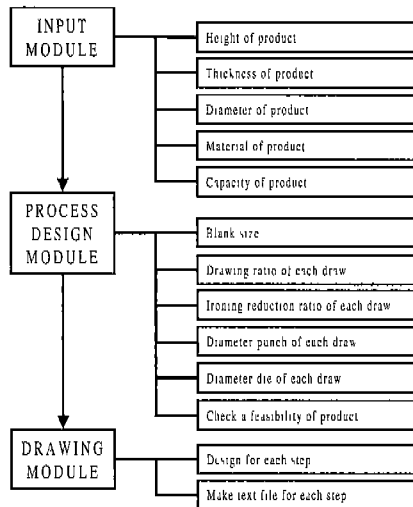 INPUT
MODULE
Height of product
Thickness of product
Diameter of product
Material of product
Capacity of product
PROCESS
DESIGN
MODULE
Blank size
Drawing ratio of each draw
Ironing reduction ratio of each draw
Diameter punch of each draw
Diameter die of each draw
Check a feasibility of product
DRAWING
MODULE
Design for each step
Make text file for each step